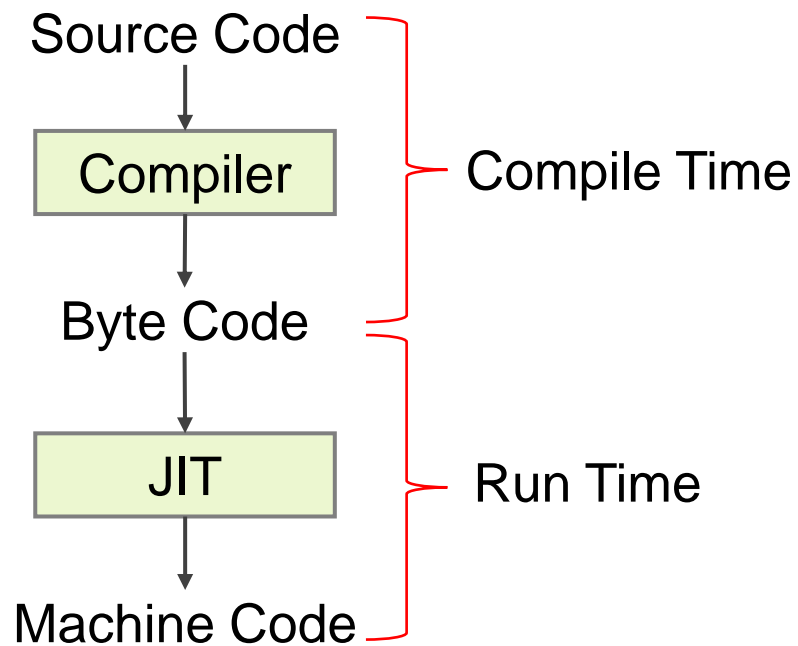 Source Code
Compiler
Compile Time
Byte Code
JIT
Run Time
Machine Code